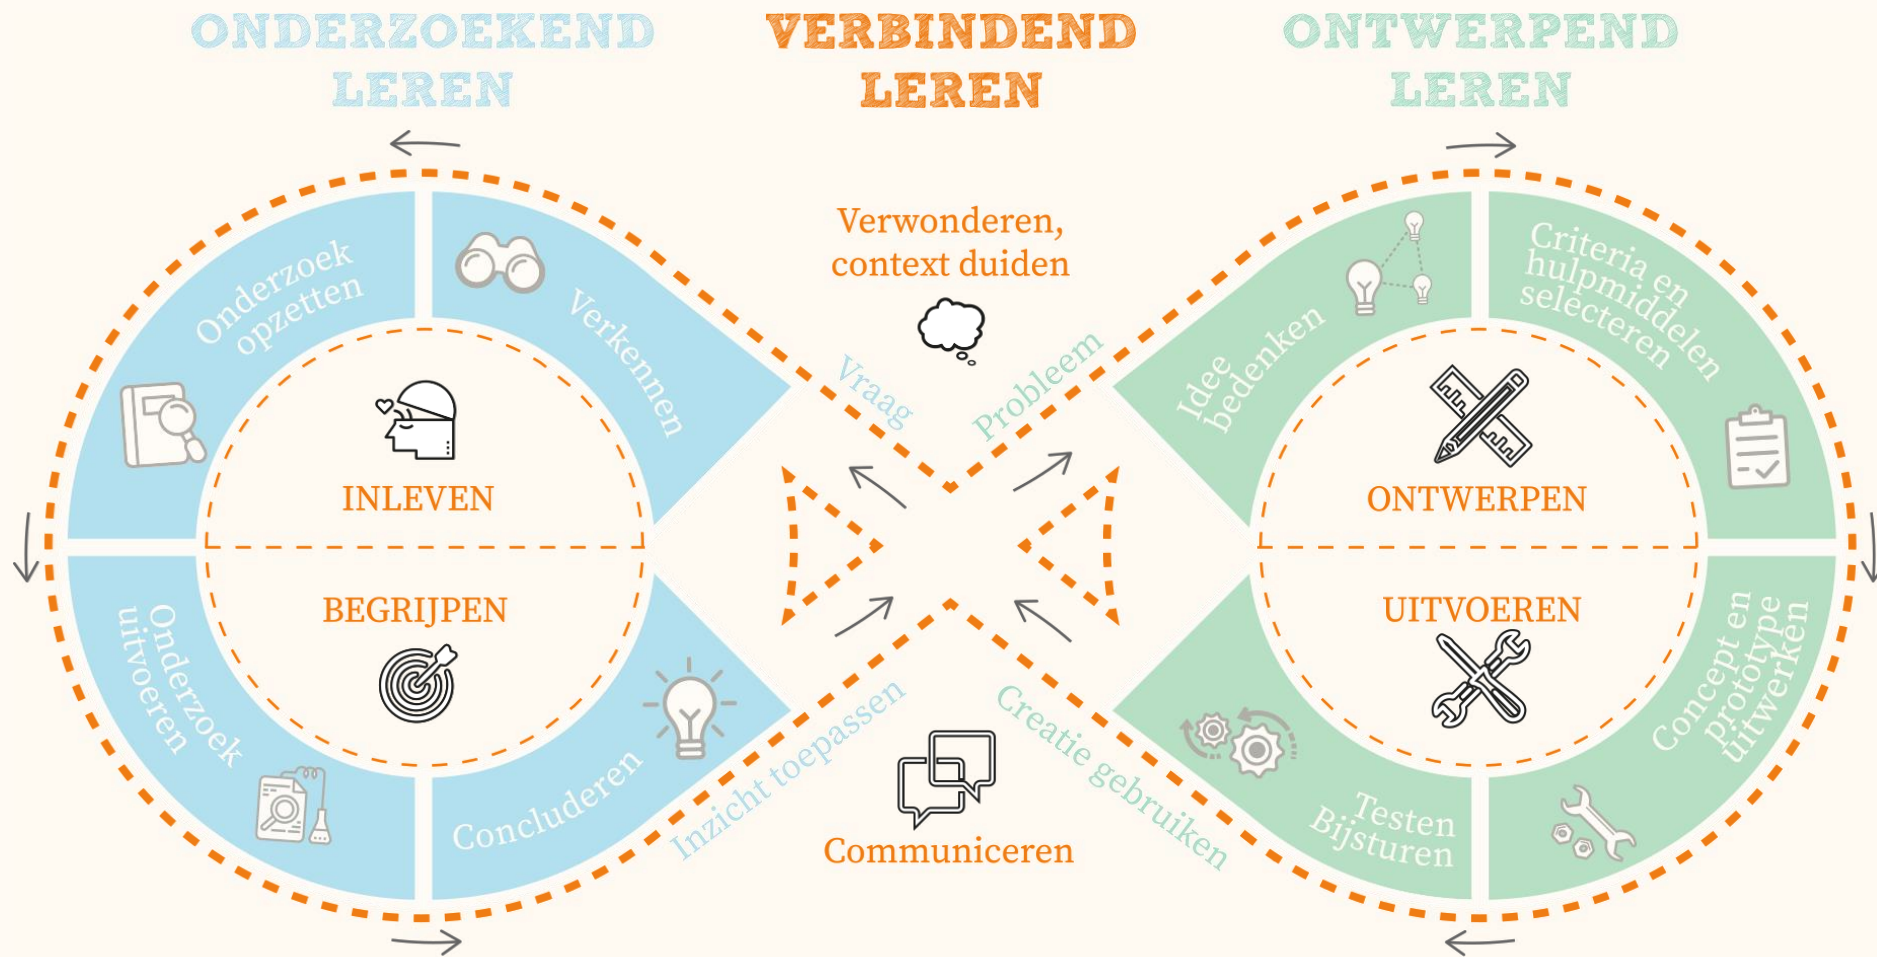 ONDERZOEKEND
LEREN
VERBINDEND
LEREN
ONTWERPEND
LEREN
Verwonderen,
context duiden
Vraag
Probleem
Verkennen
Onderzoek
opzetten
INLEVEN
BEGRIJPEN
Onderzoek
uitvoeren
Concluderen
Inzicht toepassen
Idee
bedenken
Criteria en
hulpmiddelen
selecteren
ONTWERPEN
UITVOEREN
Concept en
prototype
uitwerken
Testen
Bijsturen
Creatie gebruiken
Communiceren